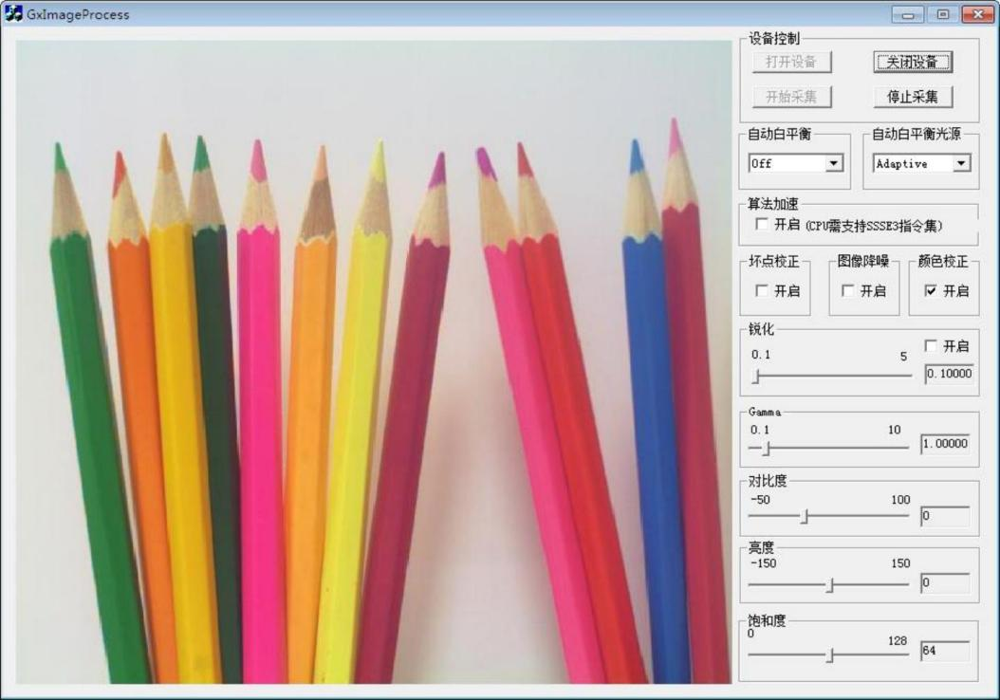 GxImageProcess
设备控制
打开设备 关闭设备
开始采集 停止采集
自动白平衡 自动白平衡光源
Off Adaptive
算法加速
开启 (CPU需支持SSSE3指令集)
坏点校正 图像降噪 颜色校正
开启 开启 开启
锐化
0.1 5 开启
0.10000
Gamma
0.1 10
1.00000
对比度
-50 100
0
亮度
-150 150
0
饱和度
0 128
64